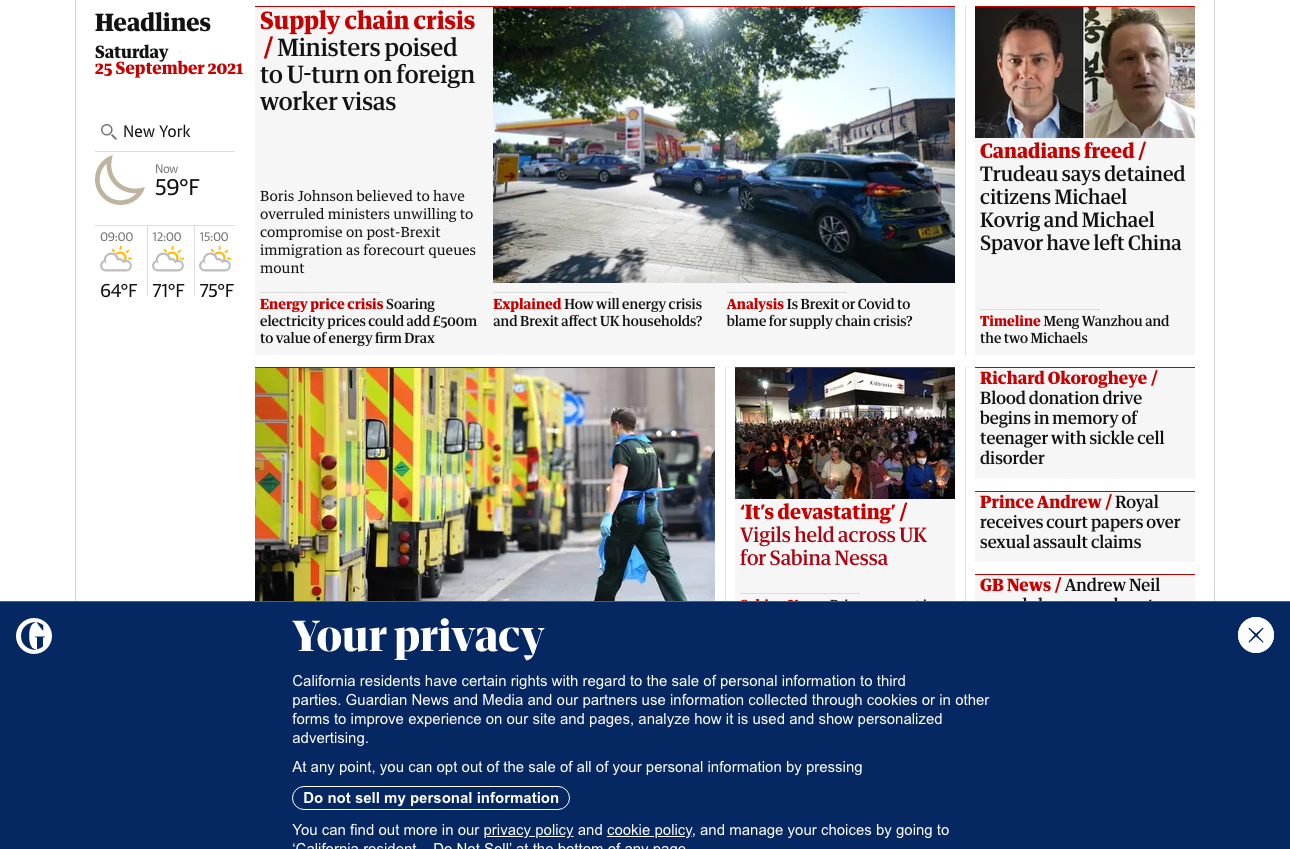 Headlines
Saturday
25 September 2021
New York
Now
59°F
09:00
12:00
15:00
64°F
71°F
75°F
Supply chain crisis
/ Ministers poised
to U-turn on foreign
worker visas
Boris Johnson believed to have
overruled ministers unwilling to
compromise on post-Brexit
immigration as forecourt queues
mount
Energy price crisis Soaring
electricity prices could add £500m
to value of energy firm Drax
Explained How will energy crisis
and Brexit affect UK households?
Analysis Is Brexit or Covid to
blame for supply chain crisis?
Canadians freed /
Trudeau says detained
citizens Michael
Kovrig and Michael
Spavor have left China
Timeline Meng Wanzhou and
the two Michaels
Kidbrooke
‘It’s devastating’ /
Vigils held across UK
for Sabina Nessa
Richard Okorogheye /
Blood donation drive
begins in memory of
teenager with sickle cell
disorder
Prince Andrew / Royal
receives court papers over
sexual assault claims
GB News / Andrew Neil
Your privacy
California residents have certain rights with regard to the sale of personal information to third
parties. Guardian News and Media and our partners use information collected through cookies or in other
forms to improve experience on our site and pages, analyze how it is used and show personalized
advertising.
At any point, you can opt out of the sale of all of your personal information by pressing
Do not sell my personal information
You can find out more in our privacy policy and cookie policy, and manage your choices by going to
‘California resident – Do Not Sell’ at the bottom of any page.